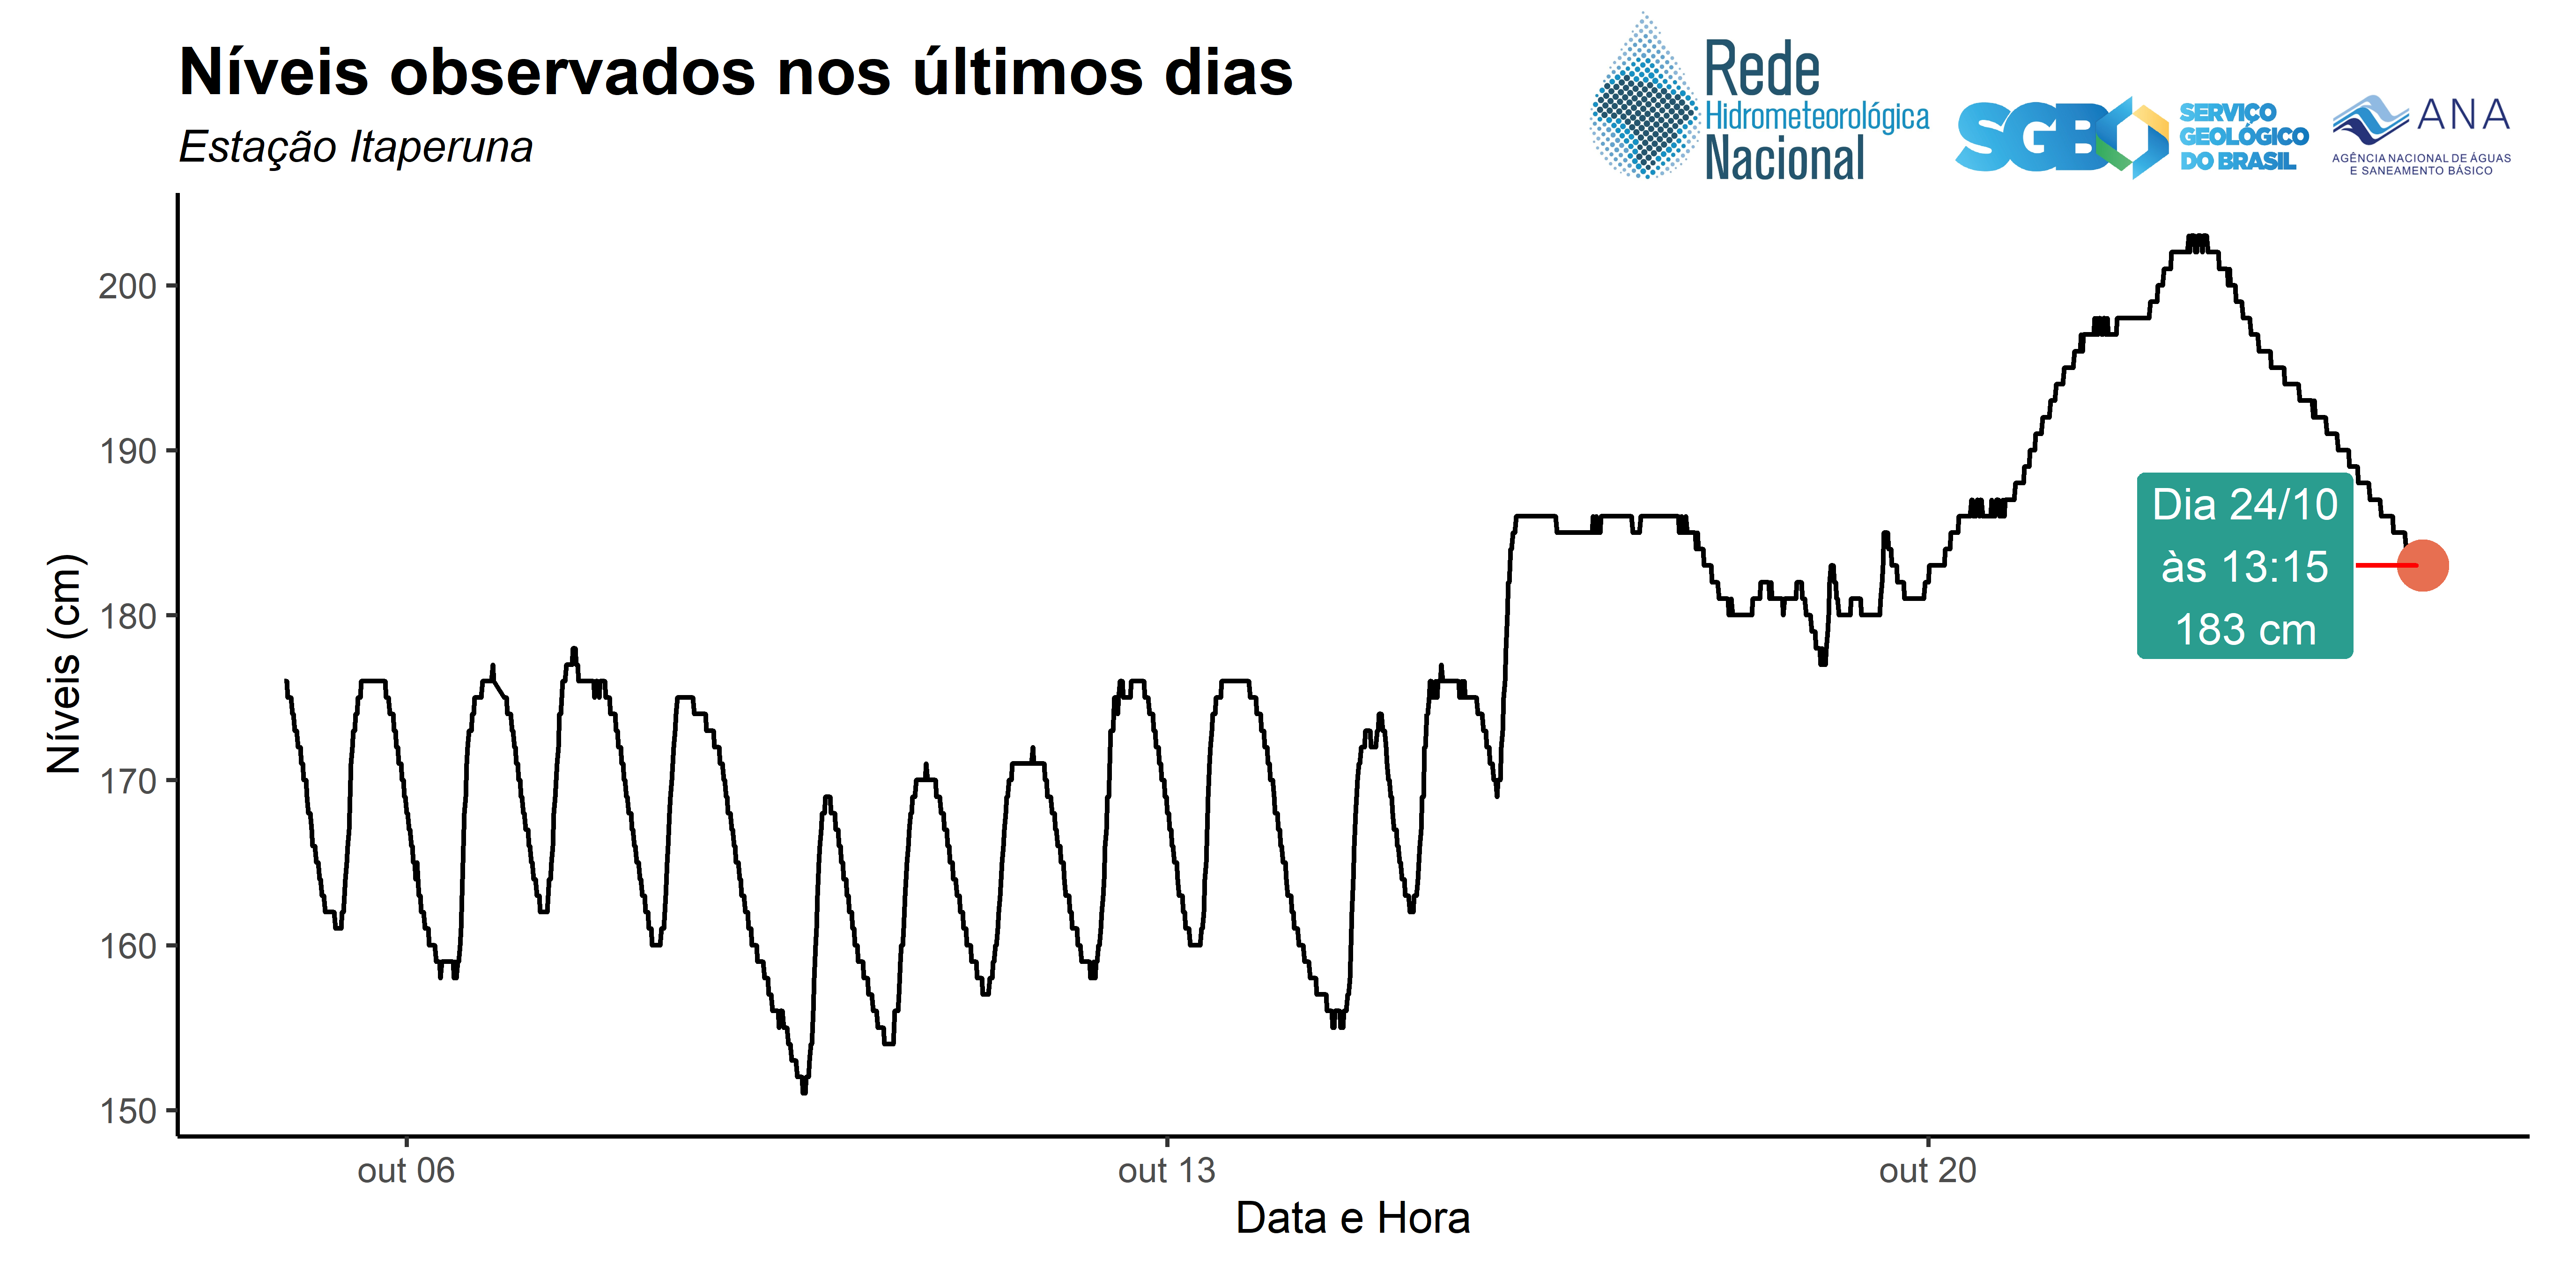 Níveis observados nos últimos dias
Estação Itaperuna
Rede
Hidrometeorológica
Nacional
SGB
SERVIÇO
GEOLÓGICO
DO BRASIL
ANA
AGÊNCIA NACIONAL DE ÁGUAS
E SANEAMENTO BÁSICO
Níveis (cm)
200
190
180
170
160
150
Dia 24/10
às 13:15
183 cm
out 06
out 13
out 20
Data e Hora